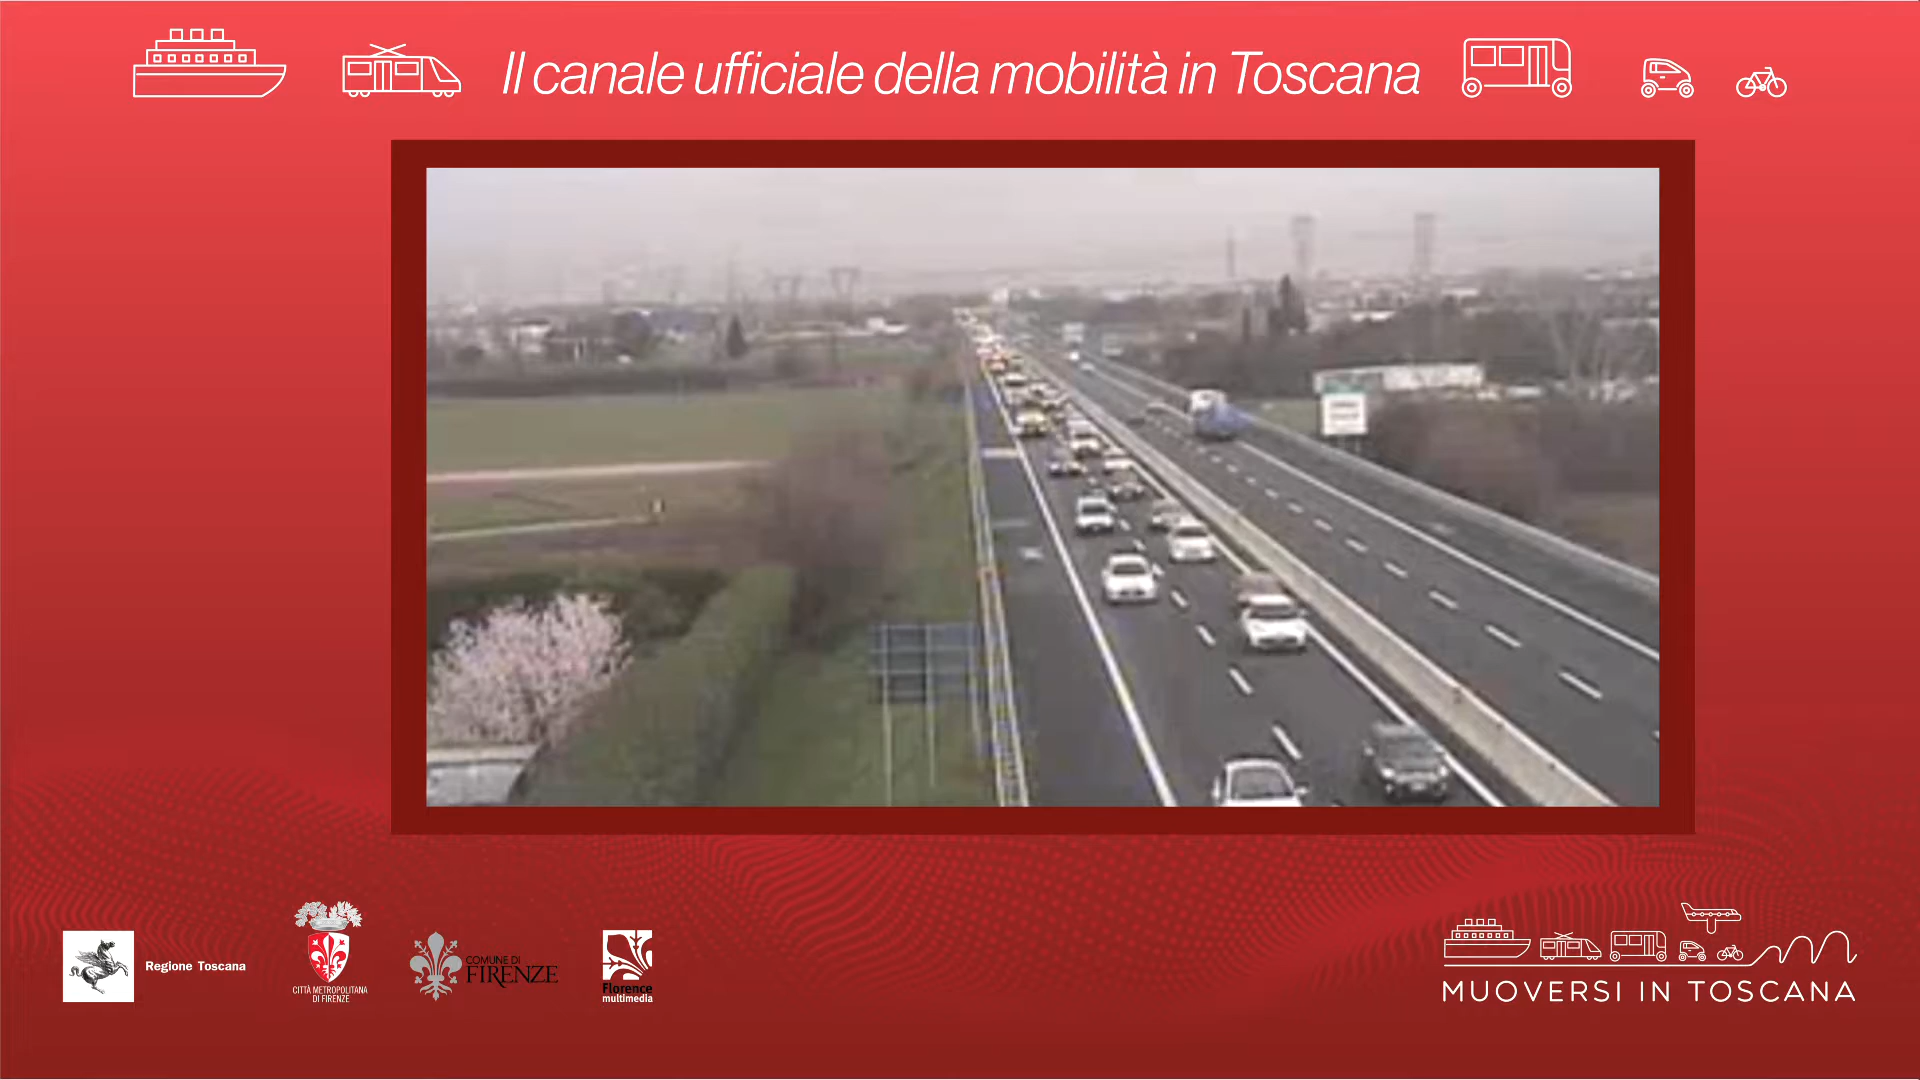 Il canale ufficiale della mobilità in Toscana
Regione Toscana
CITTÀ METROPOLITANA
DI FIRENZE
COMUNE DI
FIRENZE
Florence
multimedia
MUOVERSI IN TOSCANA